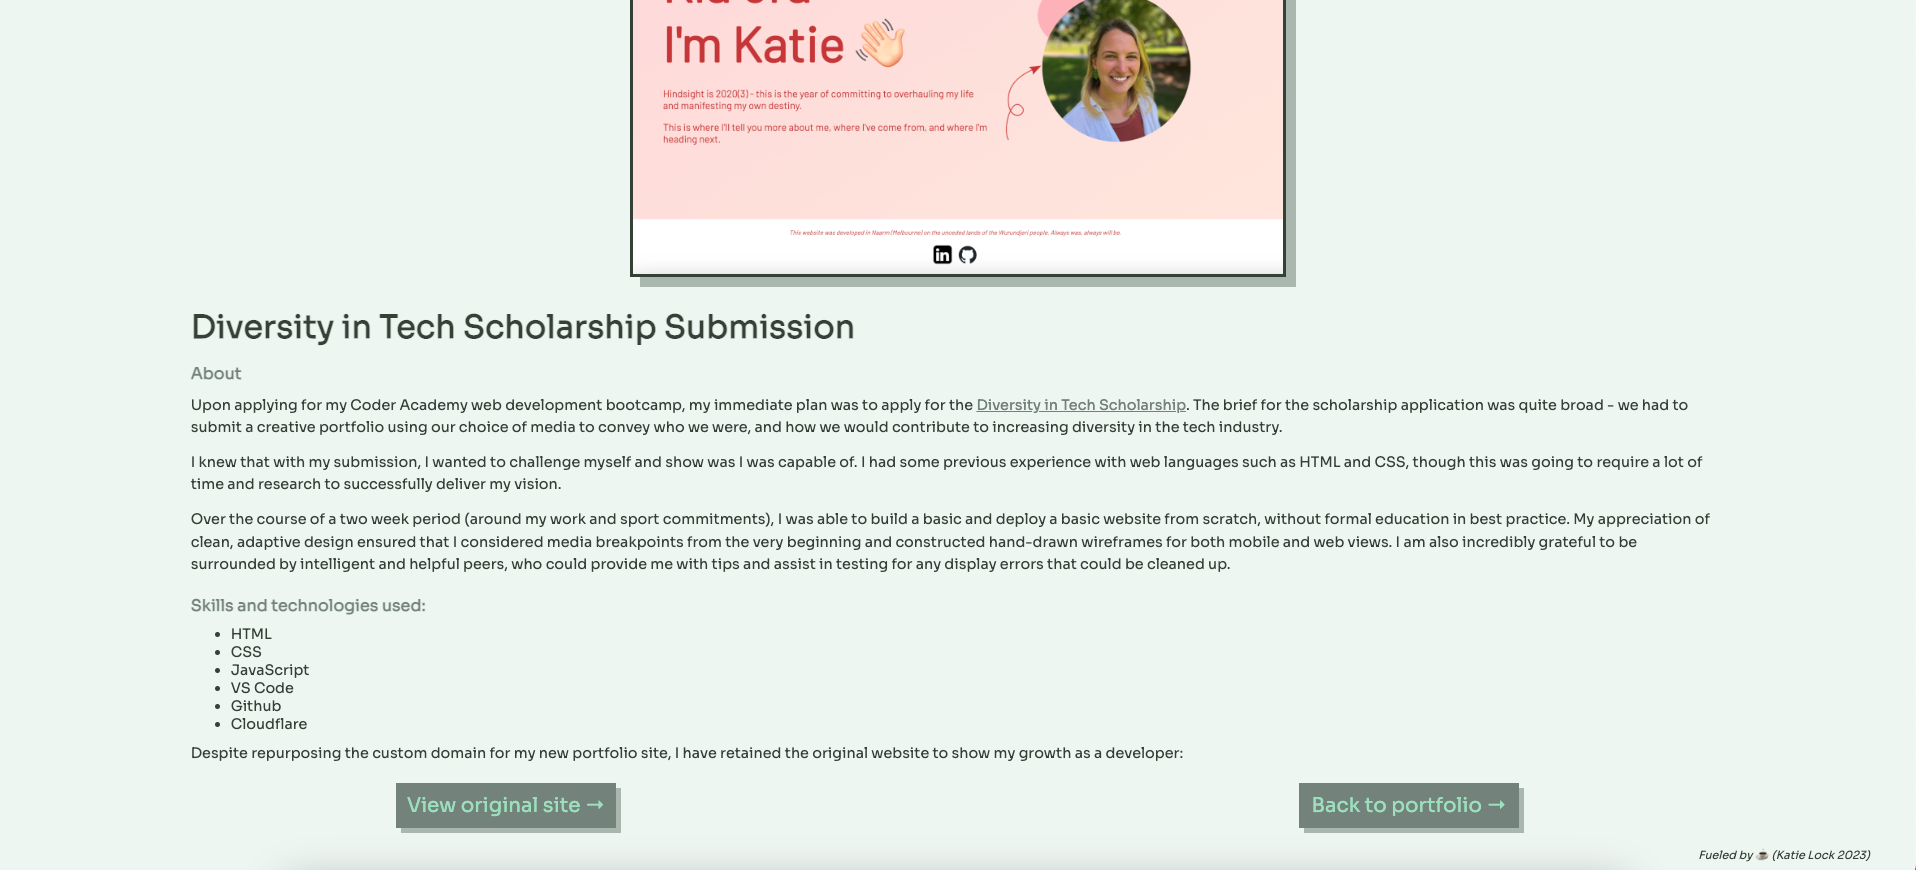 I'm Katie 👋🏻
Hindsight is 2020(3) - this is the year of committing to overhauling my life
and manifesting my own destiny.
This is where I'll tell you more about me, where I've come from, and where I'm
heading next.
This website was developed in Naarm (Melbourne) on the unceded lands of the Wurundjeri people. Always was, always will be.
in
Diversity in Tech Scholarship Submission
About
Upon applying for my Coder Academy web development bootcamp, my immediate plan was to apply for the Diversity in Tech Scholarship. The brief for the scholarship application was quite broad - we had to
submit a creative portfolio using our choice of media to convey who we were, and how we would contribute to increasing diversity in the tech industry.
I knew that with my submission, I wanted to challenge myself and show was I was capable of. I had some previous experience with web languages such as HTML and CSS, though this was going to require a lot of
time and research to successfully deliver my vision.
Over the course of a two week period (around my work and sport commitments), I was able to build a basic and deploy a basic website from scratch, without formal education in best practice. My appreciation of
clean, adaptive design ensured that I considered media breakpoints from the very beginning and constructed hand-drawn wireframes for both mobile and web views. I am also incredibly grateful to be
surrounded by intelligent and helpful peers, who could provide me with tips and assist in testing for any display errors that could be cleaned up.
Skills and technologies used:
• HTML
• CSS
• JavaScript
• VS Code
• Github
• Cloudflare
Despite repurposing the custom domain for my new portfolio site, I have retained the original website to show my growth as a developer:
View original site →
Back to portfolio →
Fueled by ☕ (Katie Lock 2023)